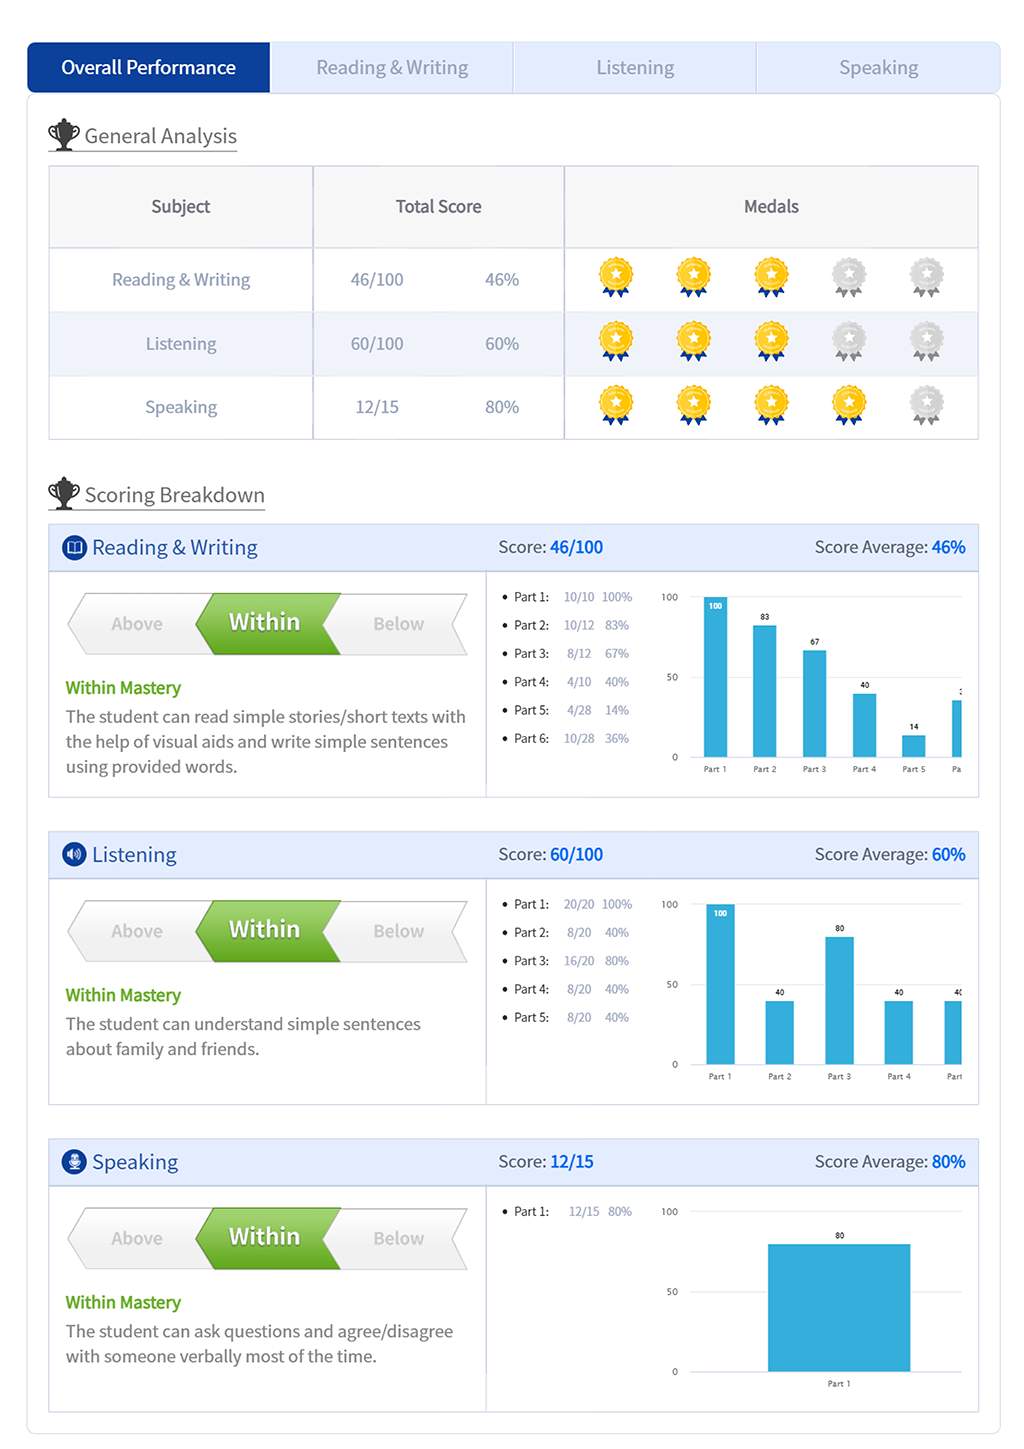 Overall Performance Reading & Writing Listening Speaking
General Analysis
Subject Total Score Medals
Reading & Writing 46/100 46%
Listening 60/100 60%
Speaking 12/15 80%
Scoring Breakdown
Reading & Writing Score: 46/100 Score Average: 46%
Above Within Below
Within Mastery
The student can read simple stories/short texts with
the help of visual aids and write simple sentences
using provided words.
• Part 1: 10/10 100%
• Part 2: 10/12 83%
• Part 3: 8/12 67%
• Part 4: 4/10 40%
• Part 5: 4/28 14%
• Part 6: 10/28 36%
100
50
0
100 83 67 40 14 3
Part 1 Part 2 Part 3 Part 4 Part 5 Pa
Listening Score: 60/100 Score Average: 60%
Above Within Below
Within Mastery
The student can understand simple sentences
about family and friends.
• Part 1: 20/20 100%
• Part 2: 8/20 40%
• Part 3: 16/20 80%
• Part 4: 8/20 40%
• Part 5: 8/20 40%
100
50
0
100 40 80 40 40
Part 1 Part 2 Part 3 Part 4 Part
Speaking Score: 12/15 Score Average: 80%
Above Within Below
Within Mastery
The student can ask questions and agree/disagree
with someone verbally most of the time.
• Part 1: 12/15 80%
100
50
0
80
Part 1